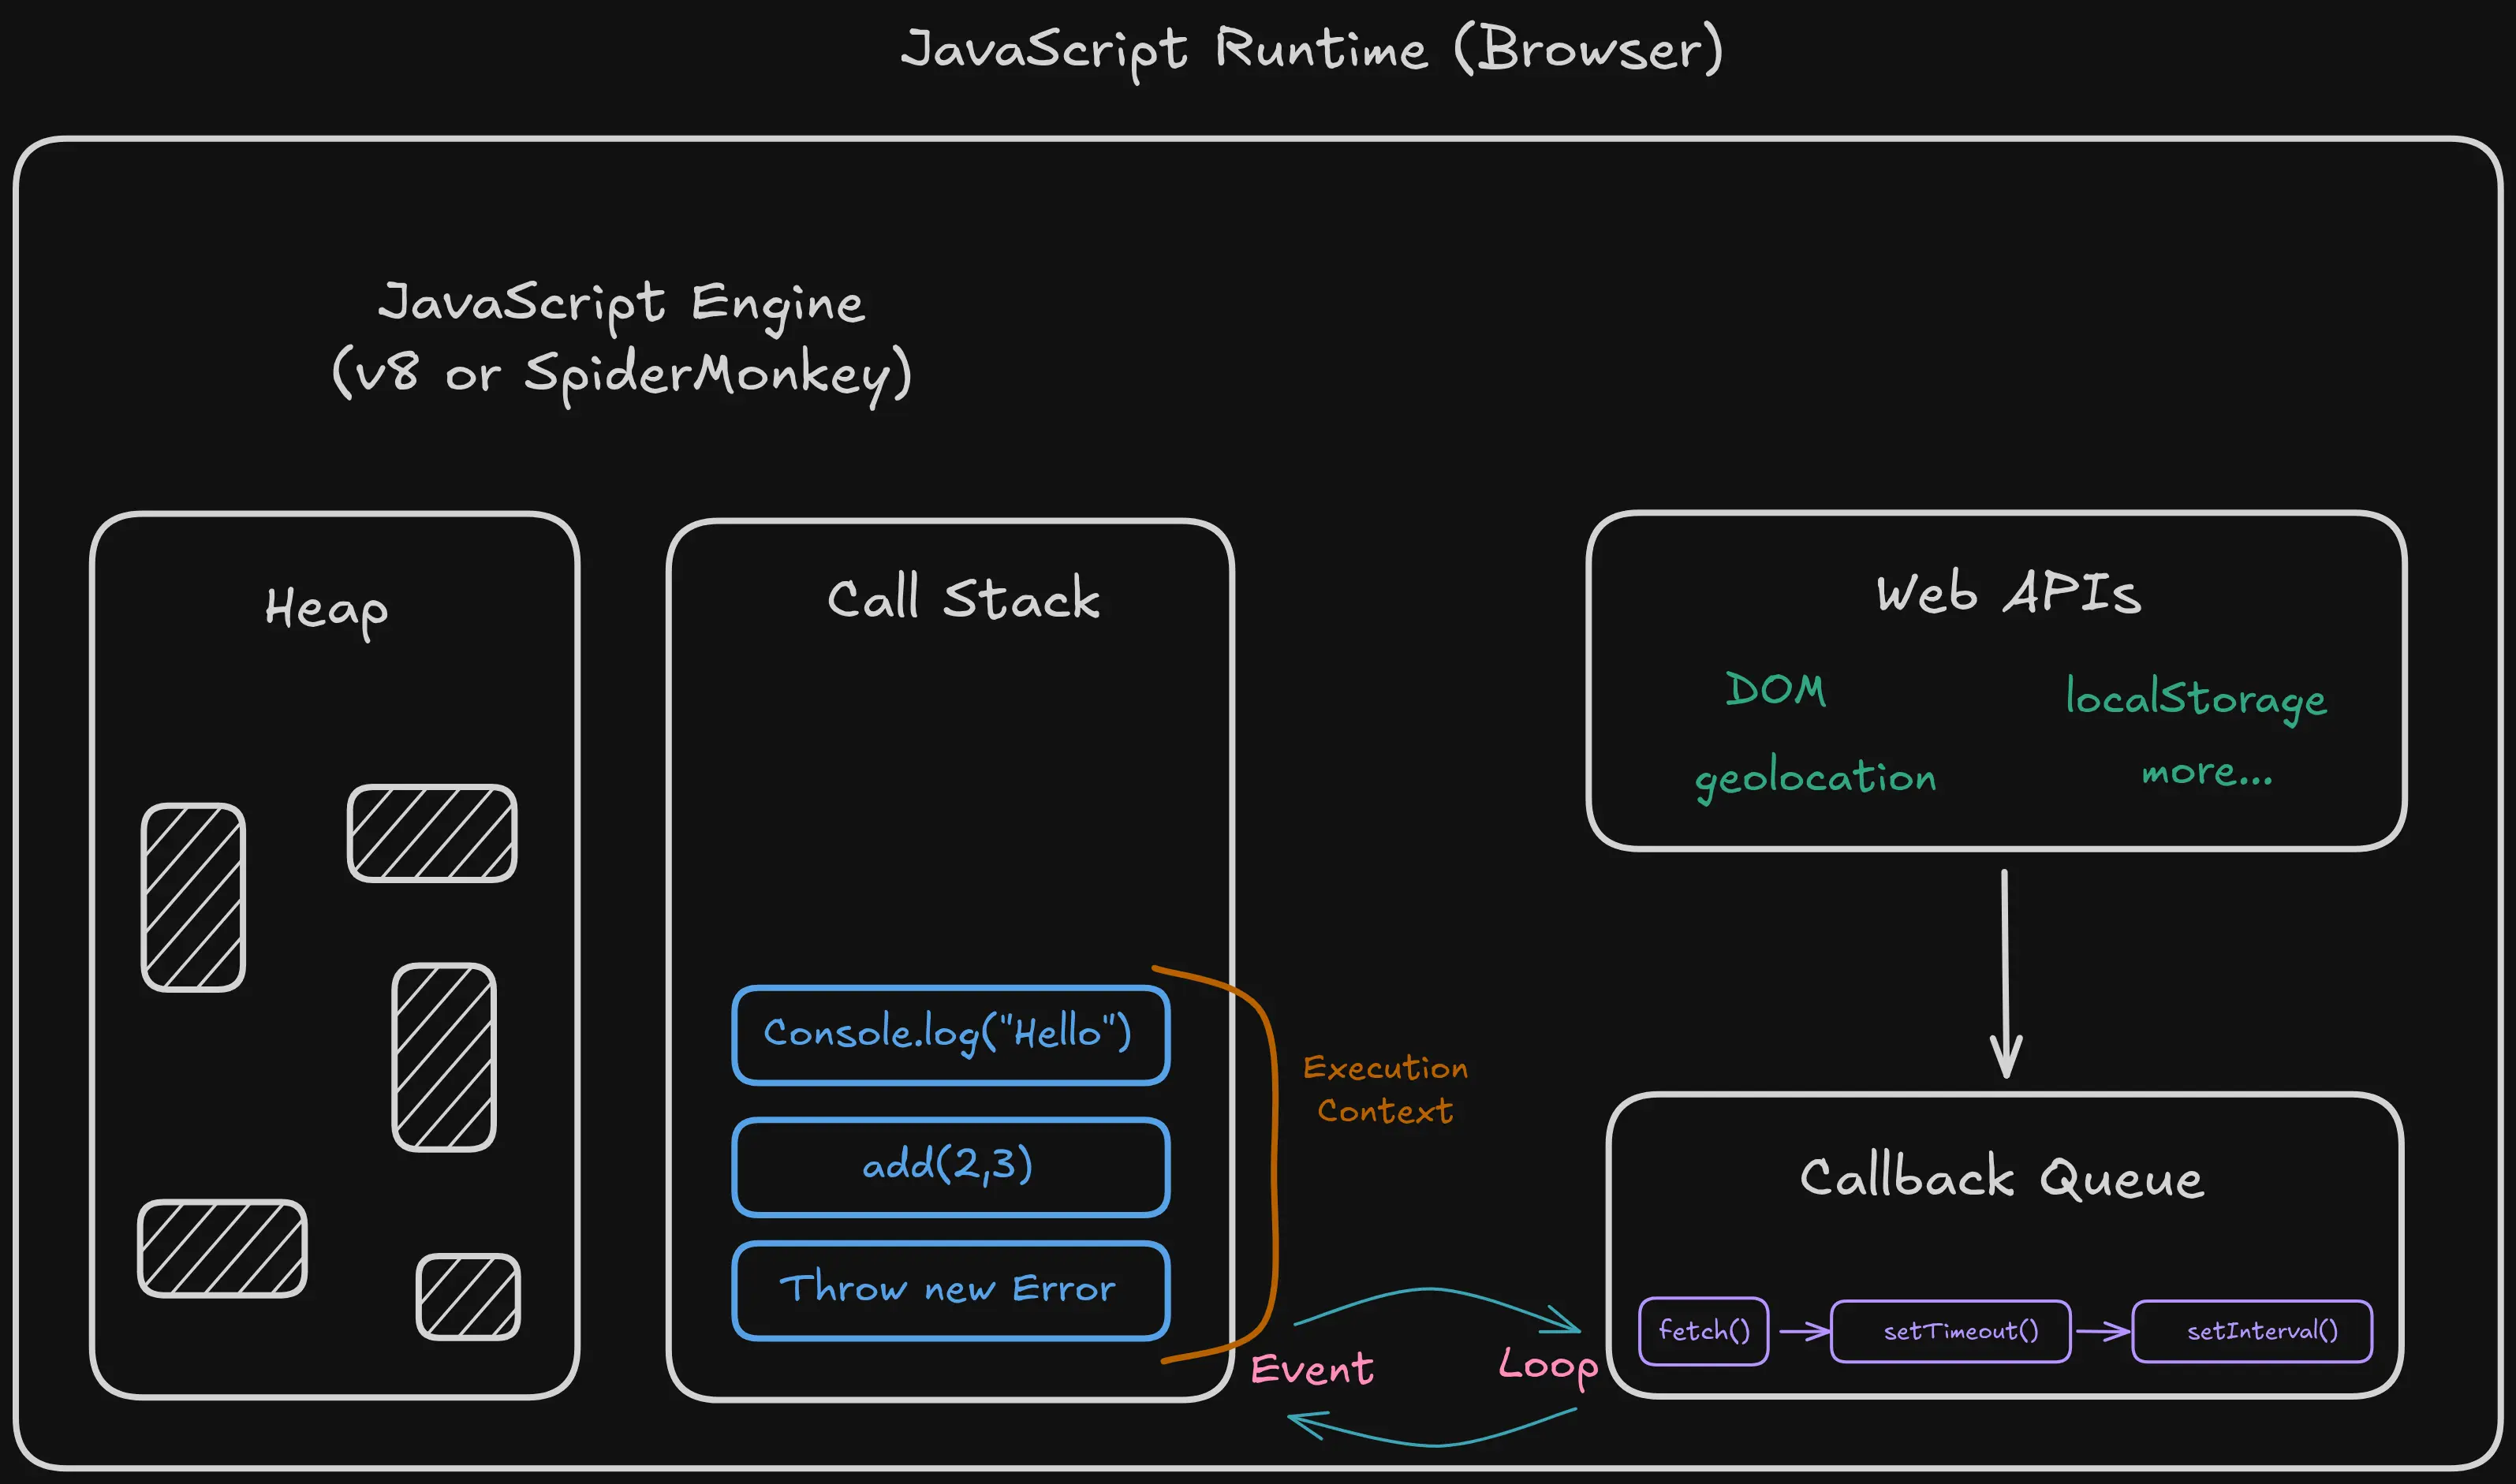 JavaScript Runtime (Browser)
JavaScript Engine
(v8 or SpiderMonkey)
Heap
Call Stack
Console.log("Hello")
add(2,3)
Throw new Error
Execution
Context
Event
Loop
Web APIs
DOM
localStorage
geolocation
more...
Callback Queue
fetch()
setTimeout()
setInterval()